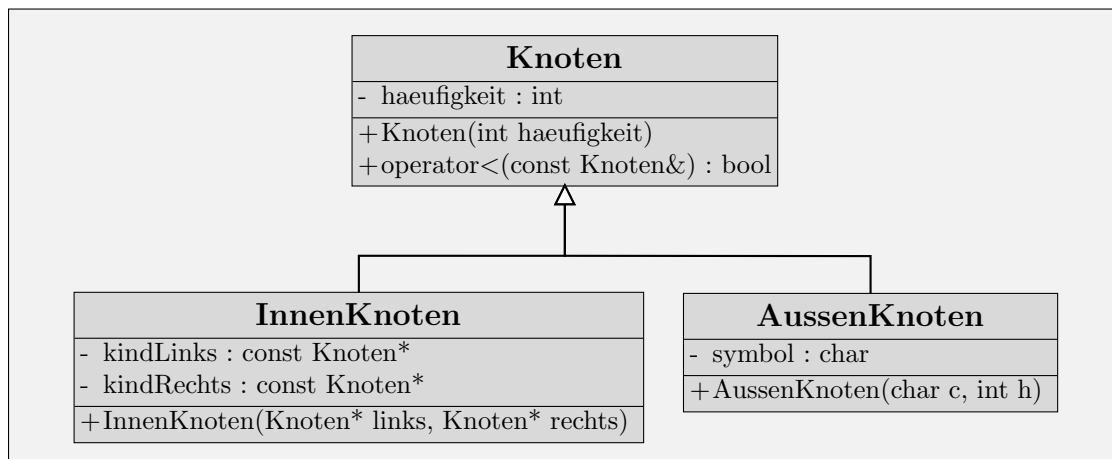 Knoten
- haeufigkeit : int
+Knoten(int haeufigkeit)
+operator<(const Knoten&) : bool
InnenKnoten
- kindLinks : const Knoten*
- kindRechts : const Knoten*
+InnenKnoten(Knoten* links, Knoten* rechts)
AussenKnoten
- symbol : char
+AussenKnoten(char c, int h)